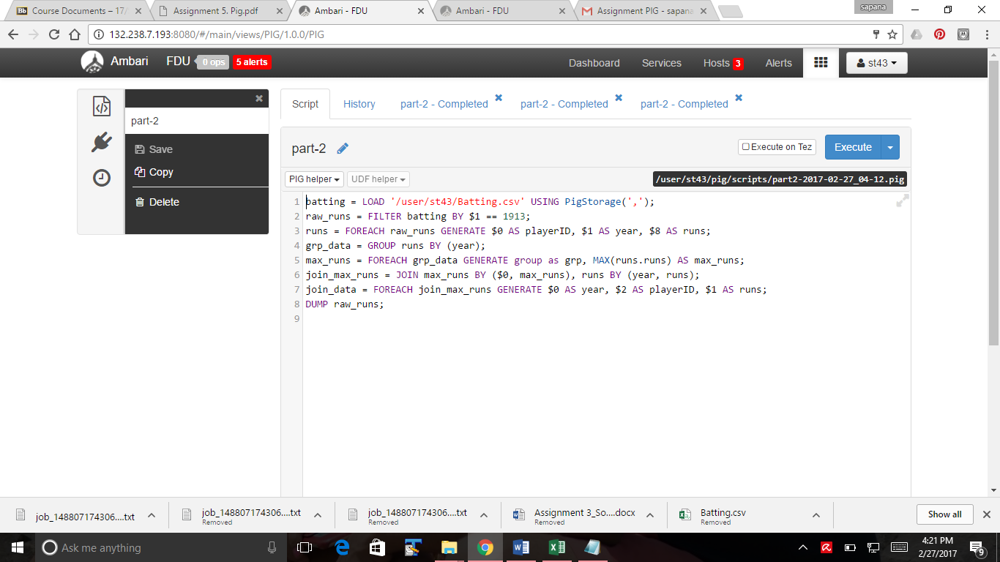 Course Documents – 17/
Assignment 5. Pig.pdf
Ambari - FDU
Ambari - FDU
Assignment PIG - sapana
sapana
132.238.7.193:8080/#/main/views/PIG/1.0.0/PIG
Ambari FDU 0 ops 5 alerts
Dashboard Services Hosts 3 Alerts st43
Script History part-2 - Completed part-2 - Completed part-2 - Completed
part-2
Save
Copy
Delete
part-2
Execute on Tez
Execute
PIG helper UDF helper
/user/st43/pig/scripts/part2-2017-02-27_04-12.pig
1 batting = LOAD '/user/st43/Batting.csv' USING PigStorage(',');
2 raw_runs = FILTER batting BY $1 == 1913;
3 runs = FOREACH raw_runs GENERATE $0 AS playerID, $1 AS year, $8 AS runs;
4 grp_data = GROUP runs BY (year);
5 max_runs = FOREACH grp_data GENERATE group as grp, MAX(runs.runs) AS max_runs;
6 join_max_runs = JOIN max_runs BY ($0, max_runs), runs BY (year, runs);
7 join_data = FOREACH join_max_runs GENERATE $0 AS year, $2 AS playerID, $1 AS runs;
8 DUMP raw_runs;
9
job_148807174306....txt
job_148807174306....txt
Removed
job_148807174306....txt
Removed
Assignment 3_So....docx
Removed
Batting.csv
Removed
Show all
Ask me anything
4:21 PM
2/27/2017
9